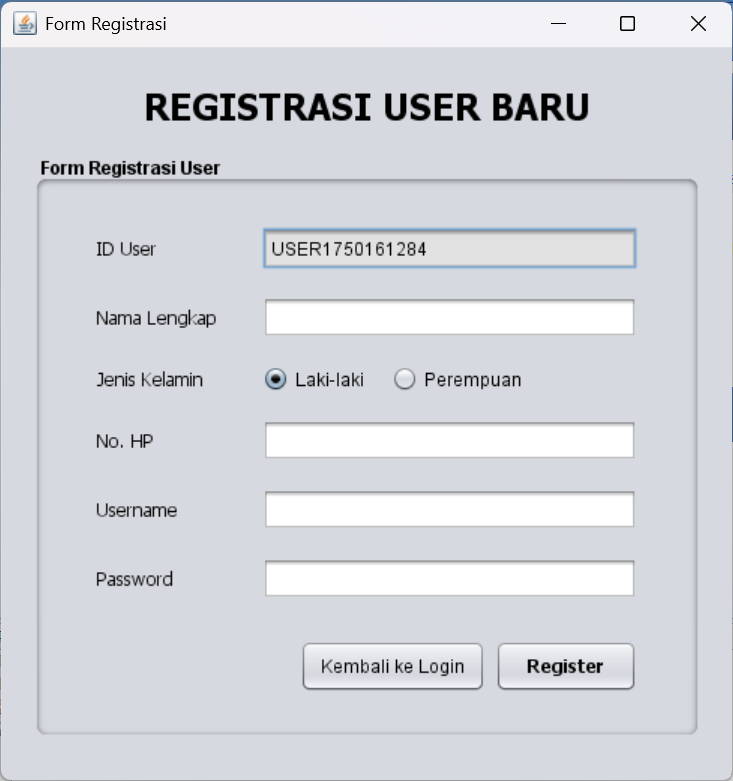 Form Registrasi
REGISTRASI USER BARU
Form Registrasi User
ID User USER1750161284
Nama Lengkap
Jenis Kelamin Laki-laki Perempuan
No. HP
Username
Password
Kembali ke Login Register